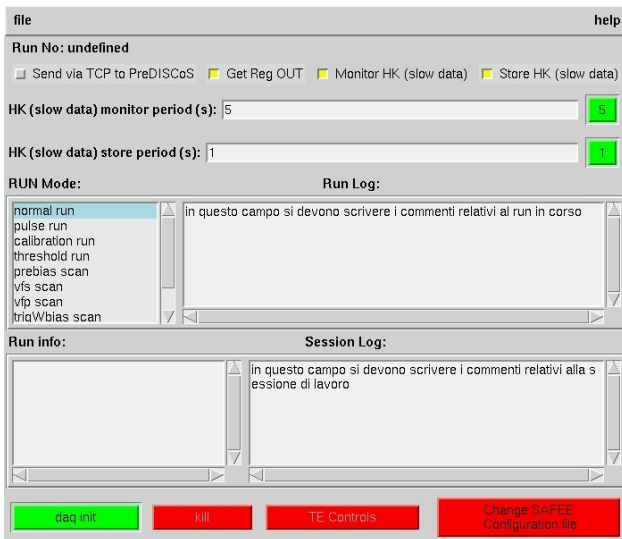 file help
Run No: undefined
Send via TCP to PreDISCoS Get Reg OUT Monitor HK (slow data) Store HK (slow data)
HK (slow data) monitor period (s): 5 5
HK (slow data) store period (s): 1 1
RUN Mode: Run Log:
normal run
pulse run
calibration run
threshold run
prebias scan
vfs scan
vfp scan
trigWbias scan
in questo campo si devono scrivere i commenti relativi al run in corso
Run info: Session Log:
in questo campo si devono scrivere i commenti relativi alla s
essione di lavoro
daq init kill TE Controls Change SAFEE
Configuration file